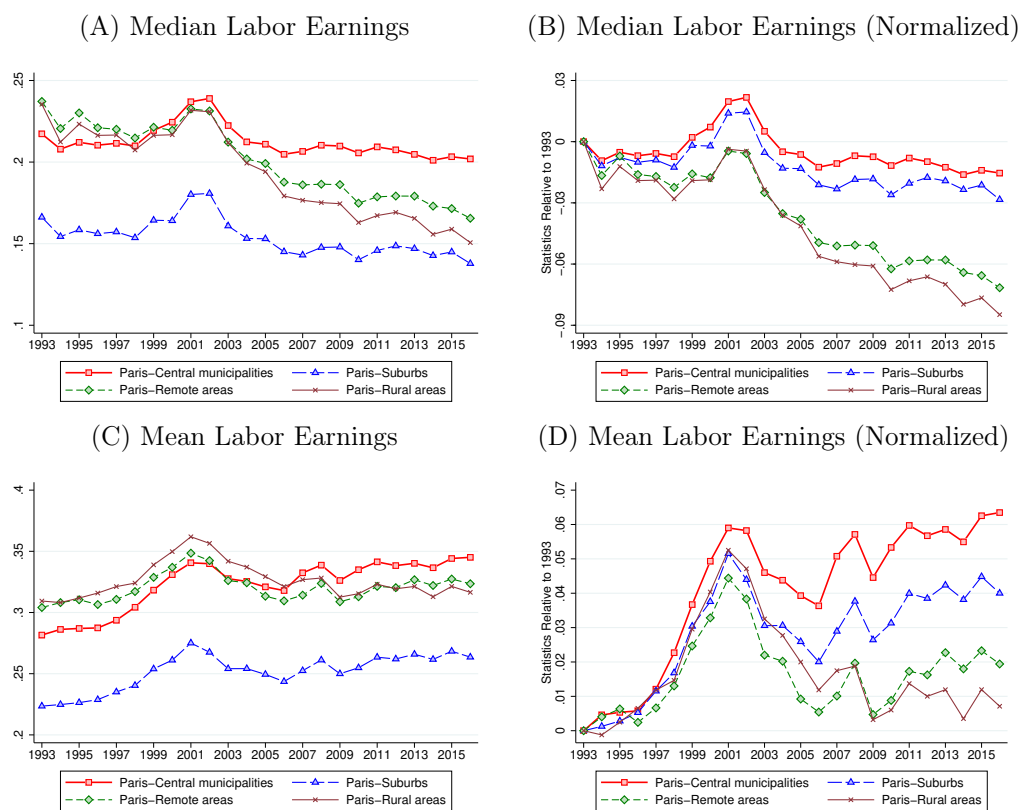 (A) Median Labor Earnings
.25
.2
.15
.1
1993 1995 1997 1999 2001 2003 2005 2007 2009 2011 2013 2015
Paris−Central municipalities Paris−Suburbs
Paris−Remote areas Paris−Rural areas
(B) Median Labor Earnings (Normalized)
Statistics Relative to 1993
.03
0
−.03
−.06
−.09
1993 1995 1997 1999 2001 2003 2005 2007 2009 2011 2013 2015
Paris−Central municipalities Paris−Suburbs
Paris−Remote areas Paris−Rural areas
(C) Mean Labor Earnings
.4
.35
.3
.25
.2
1993 1995 1997 1999 2001 2003 2005 2007 2009 2011 2013 2015
Paris−Central municipalities Paris−Suburbs
Paris−Remote areas Paris−Rural areas
(D) Mean Labor Earnings (Normalized)
Statistics Relative to 1993
.07
.06
.05
.04
.03
.02
.01
0
1993 1995 1997 1999 2001 2003 2005 2007 2009 2011 2013 2015
Paris−Central municipalities Paris−Suburbs
Paris−Remote areas Paris−Rural areas